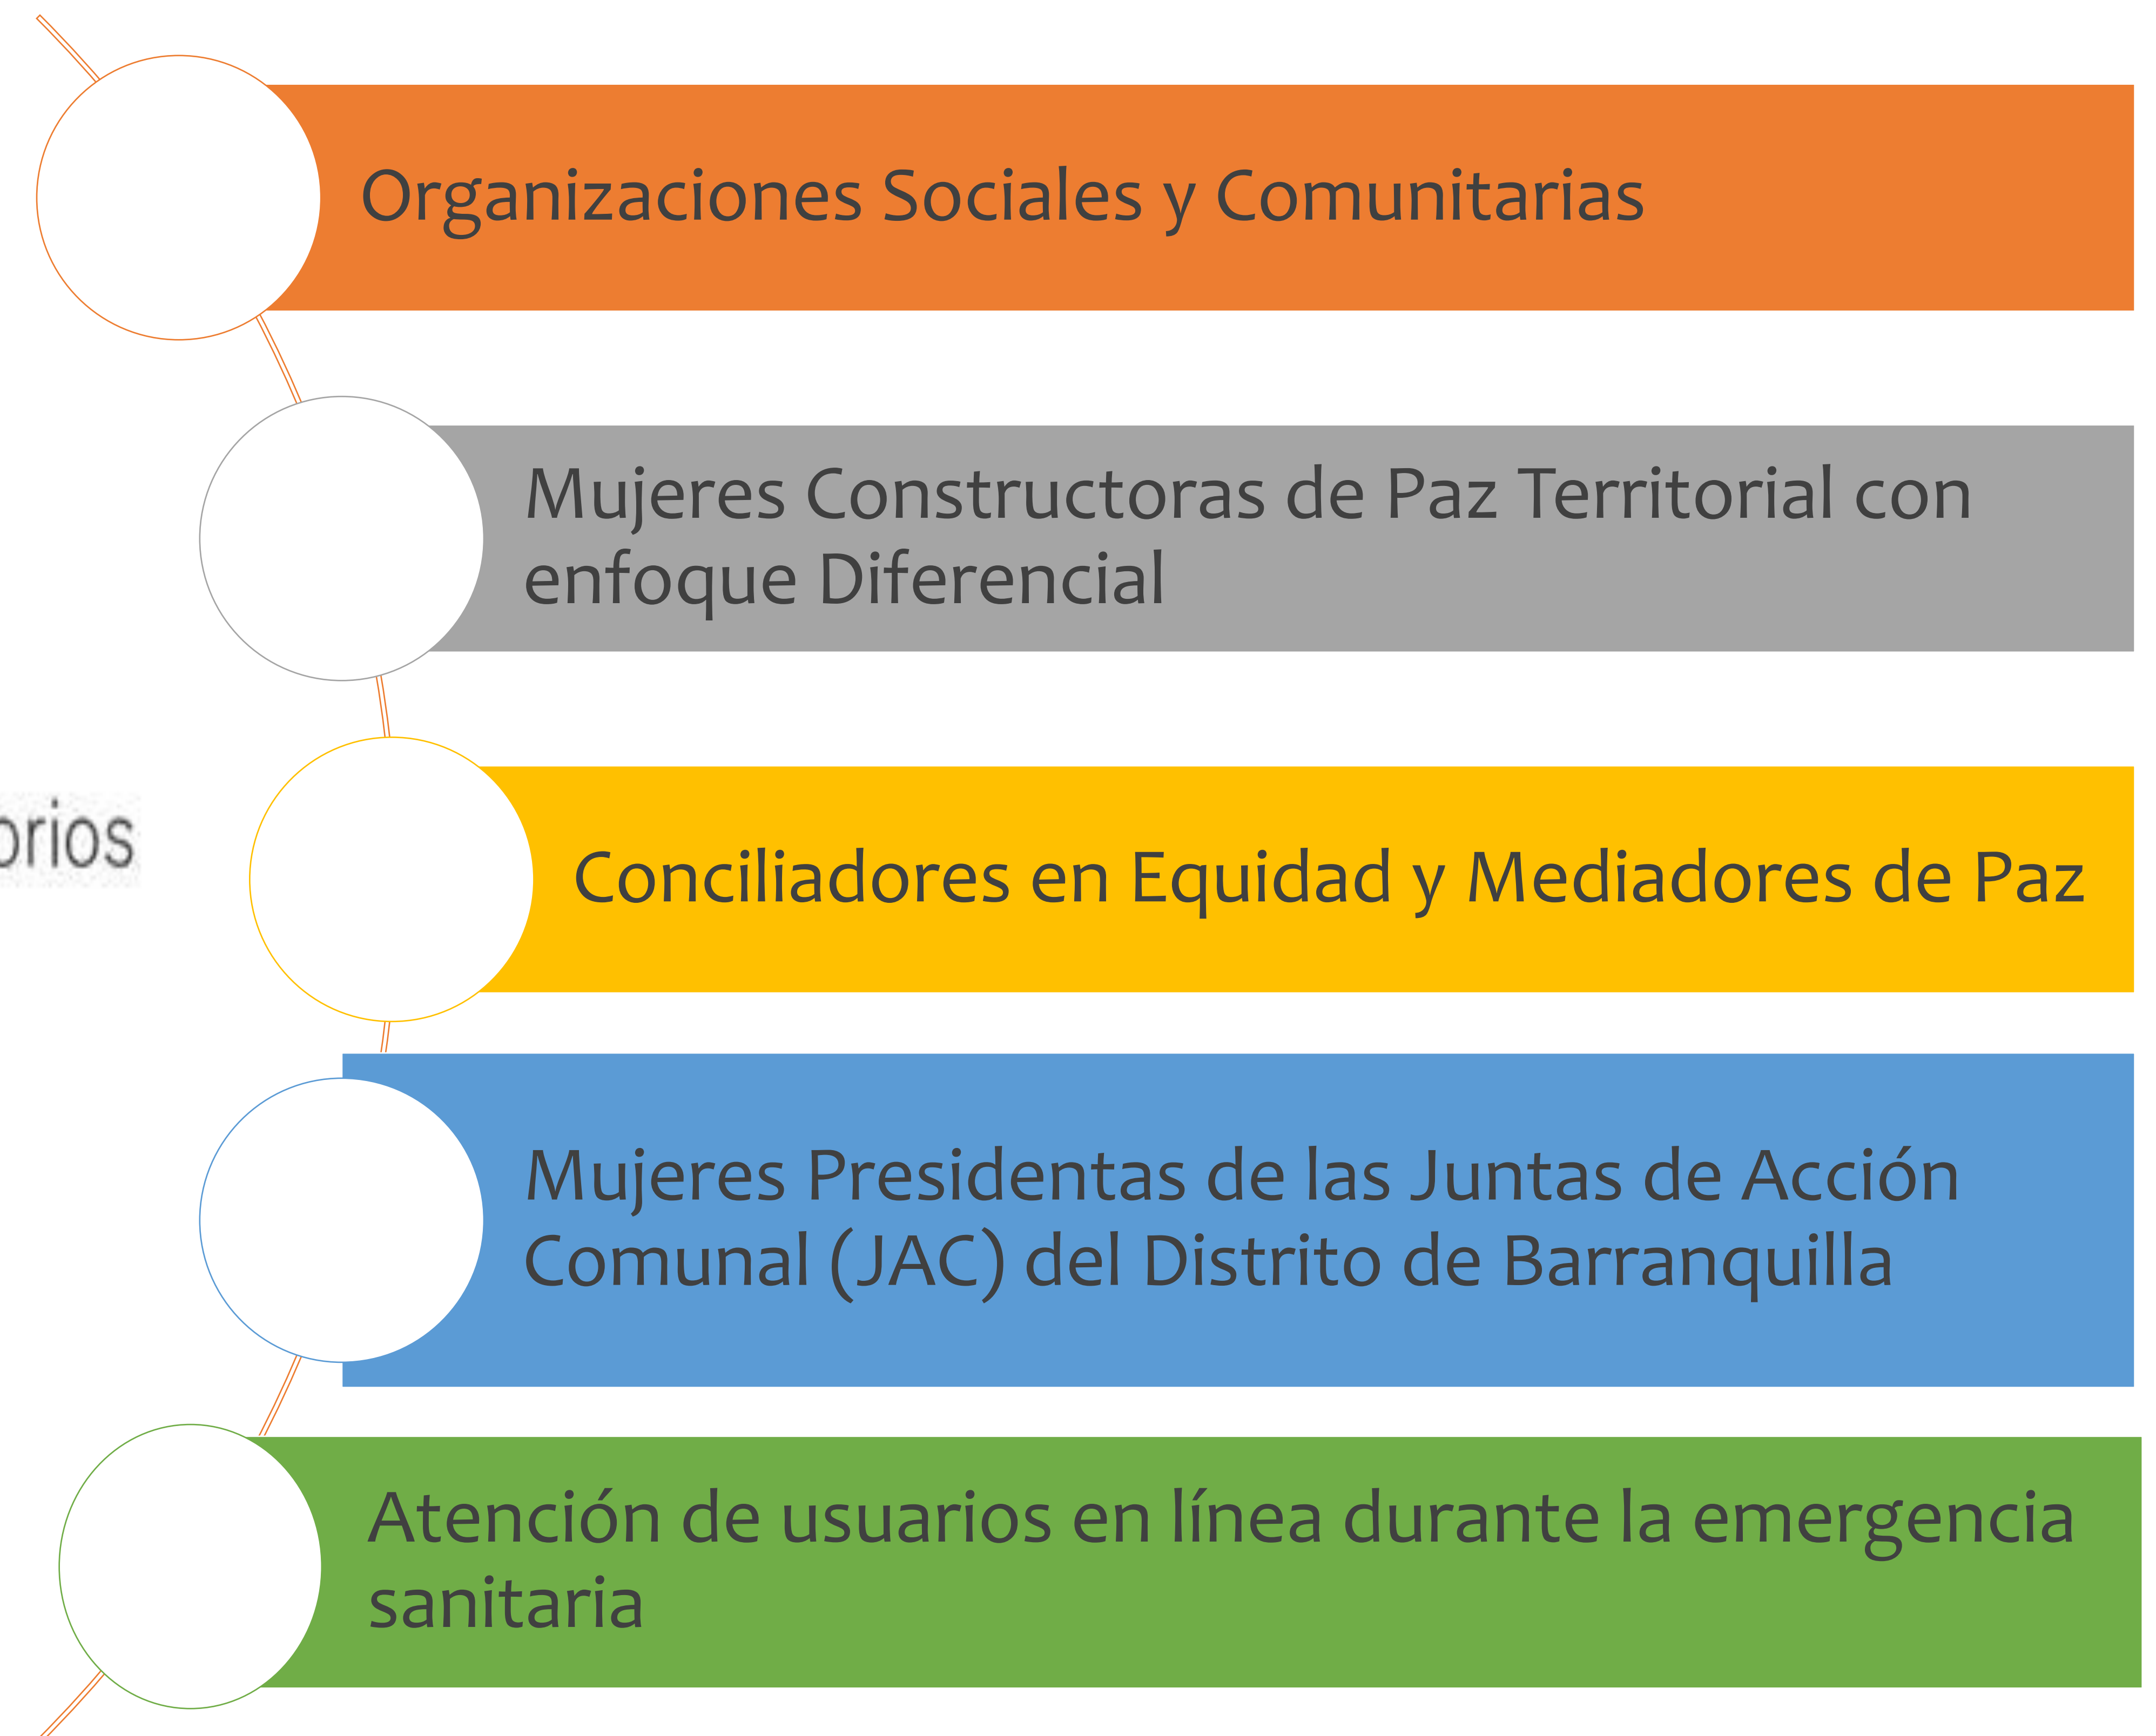 Organizaciones Sociales y Comunitarias
Mujeres Constructoras de Paz Territorial con
enfoque Diferencial
Conciliadores en Equidad y Mediadores de Paz
Mujeres Presidentas de las Juntas de Acción
Comunal (JAC) del Distrito de Barranquilla
Atención de usuarios en línea durante la emergencia
sanitaria